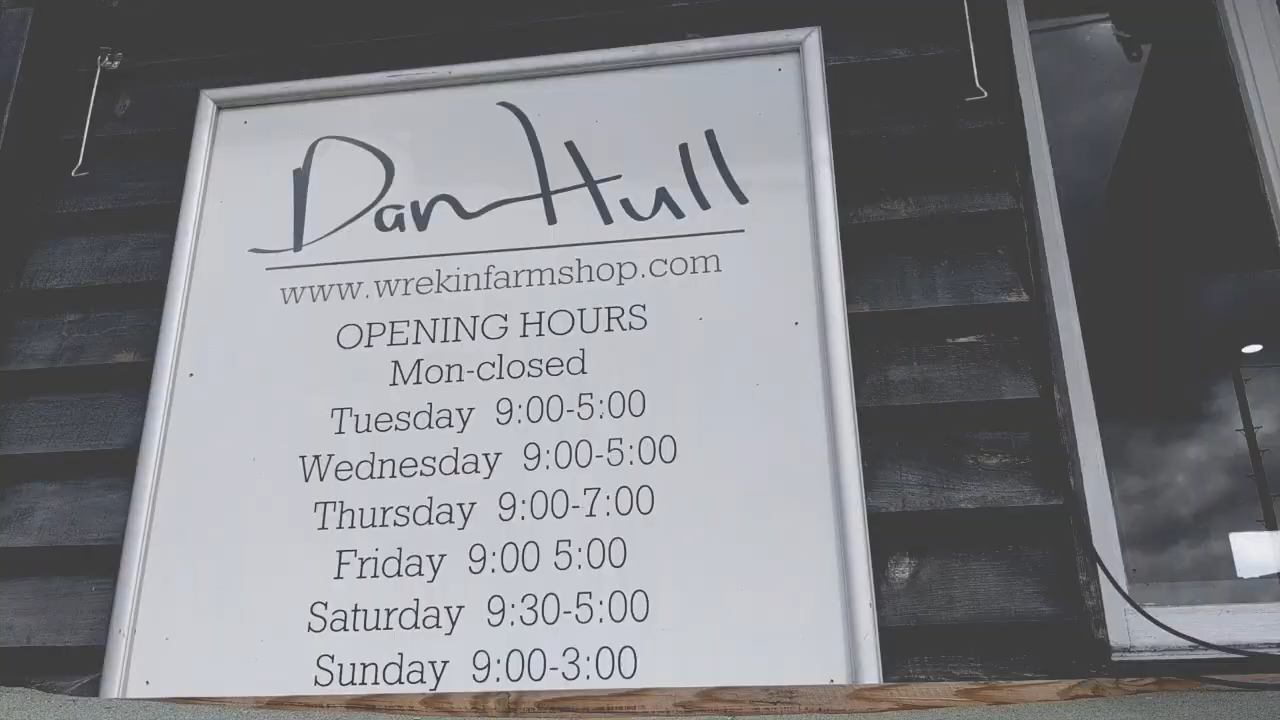 Dan Hull
www.wrekinfarmshop.com
OPENING HOURS
Mon-closed
Tuesday 9:00-5:00
Wednesday 9:00-5:00
Thursday 9:00-7:00
Friday 9:00 5:00
Saturday 9:30-5:00
Sunday 9:00-3:00